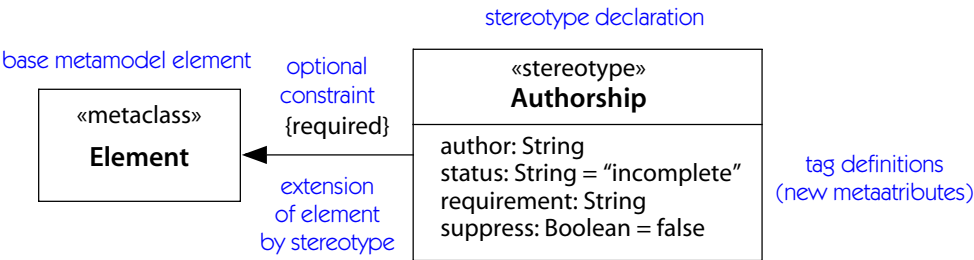 stereotype declaration
base metamodel element
optional
constraint
{required}
«metaclass»
Element
extension
of element
by stereotype
«stereotype»
Authorship
author: String
status: String = “incomplete”
requirement: String
suppress: Boolean = false
tag definitions
(new metaatributes)